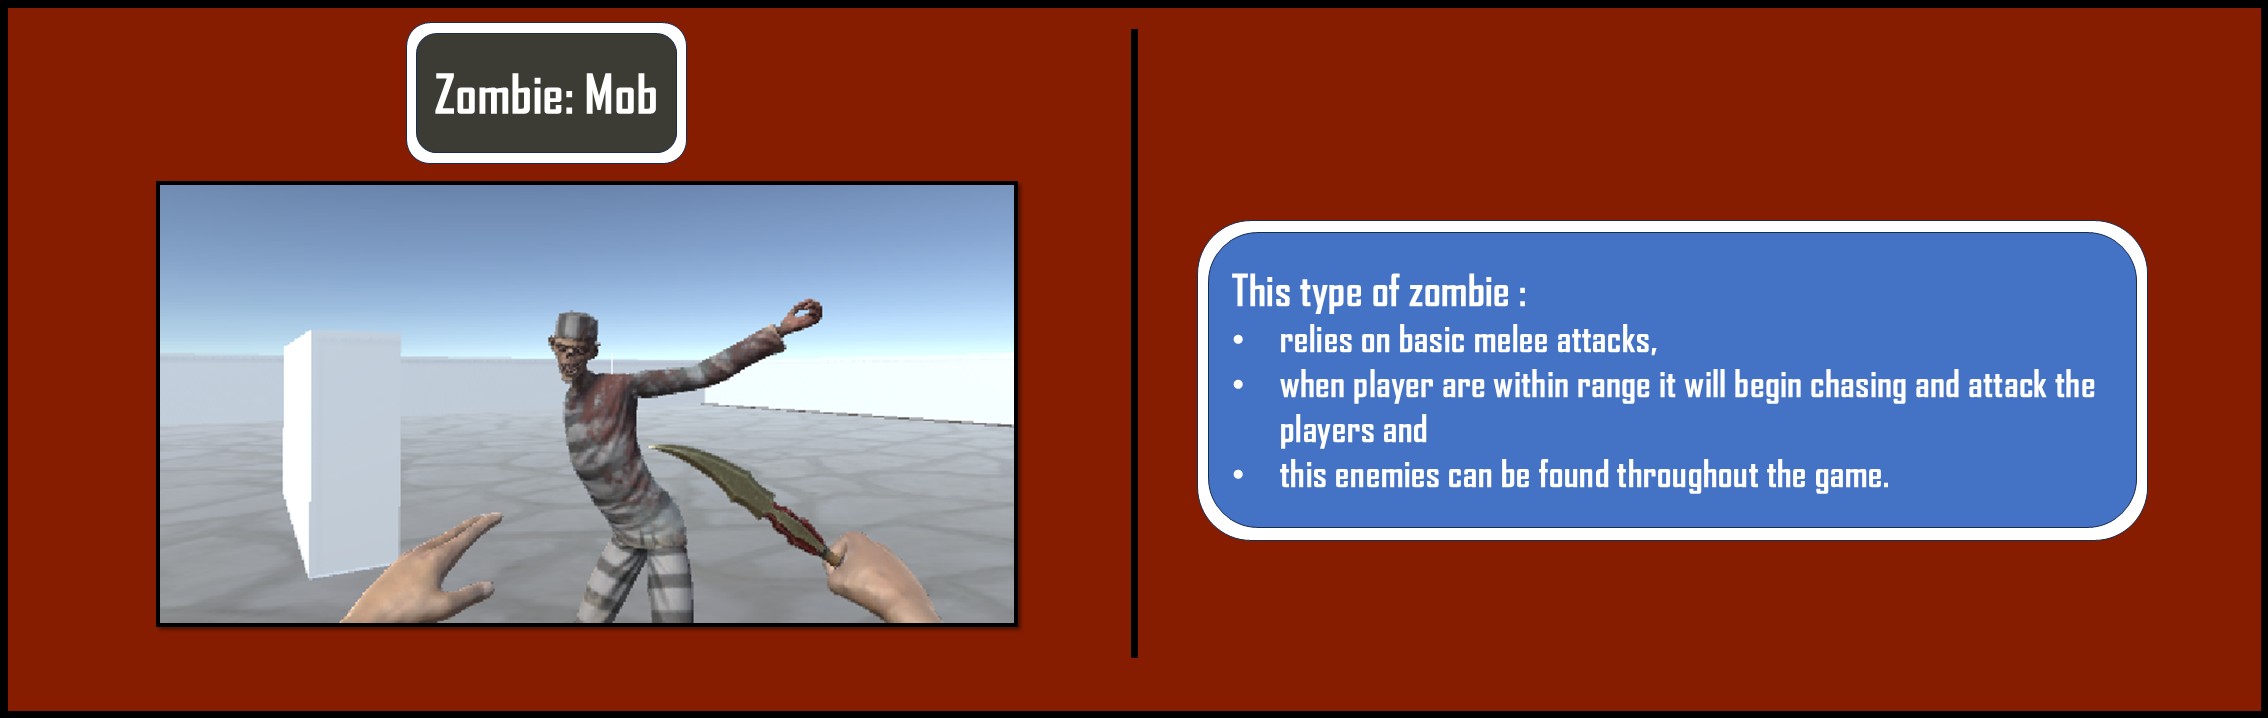 Zombie: Mob
This type of zombie :
• relies on basic melee attacks,
• when player are within range it will begin chasing and attack the
players and
• this enemies can be found throughout the game.